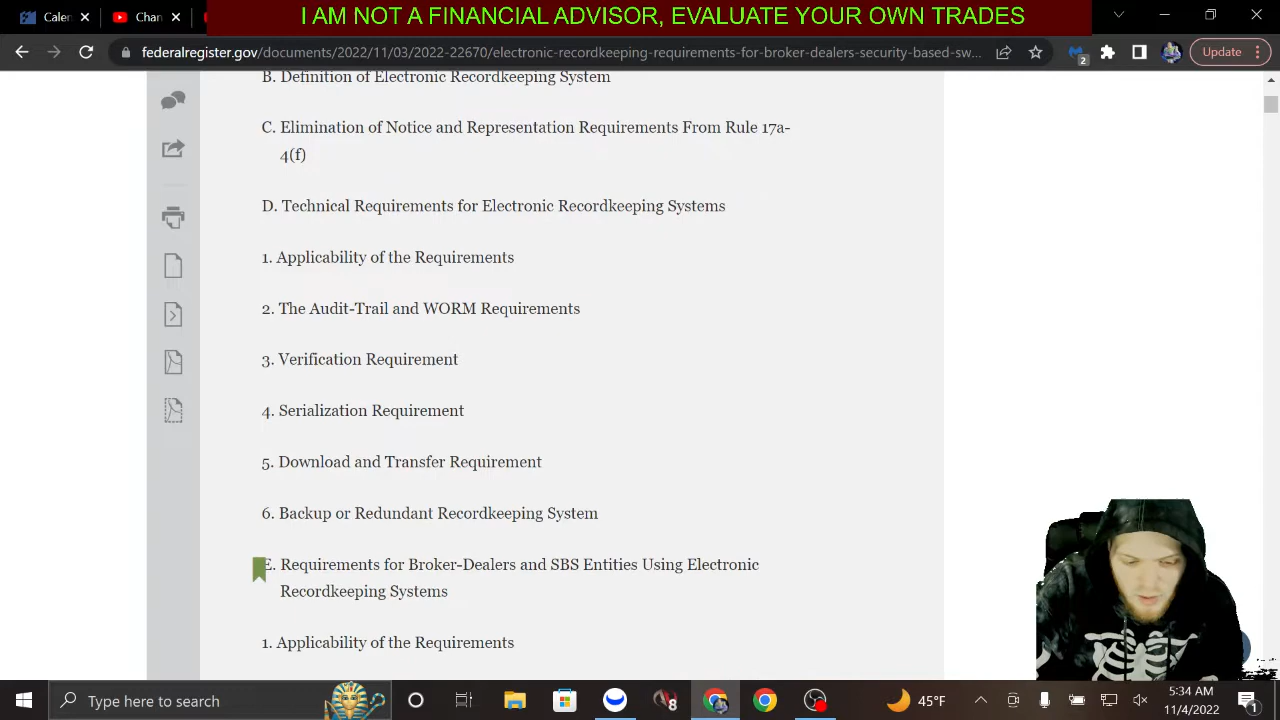 I AM NOT A FINANCIAL ADVISOR, EVALUATE YOUR OWN TRADES
Calen
Chan
federalregister.gov/documents/2022/11/03/2022-22670/electronic-recordkeeping-requirements-for-broker-dealers-security-based-sw...
2
Update
B. Definition of Electronic Recordkeeping System
C. Elimination of Notice and Representation Requirements From Rule 17a-
4(f)
D. Technical Requirements for Electronic Recordkeeping Systems
1. Applicability of the Requirements
2. The Audit-Trail and WORM Requirements
3. Verification Requirement
4. Serialization Requirement
5. Download and Transfer Requirement
6. Backup or Redundant Recordkeeping System
E. Requirements for Broker-Dealers and SBS Entities Using Electronic
Recordkeeping Systems
1. Applicability of the Requirements
Type here to search
8
45°F
5:34 AM
11/4/2022
1